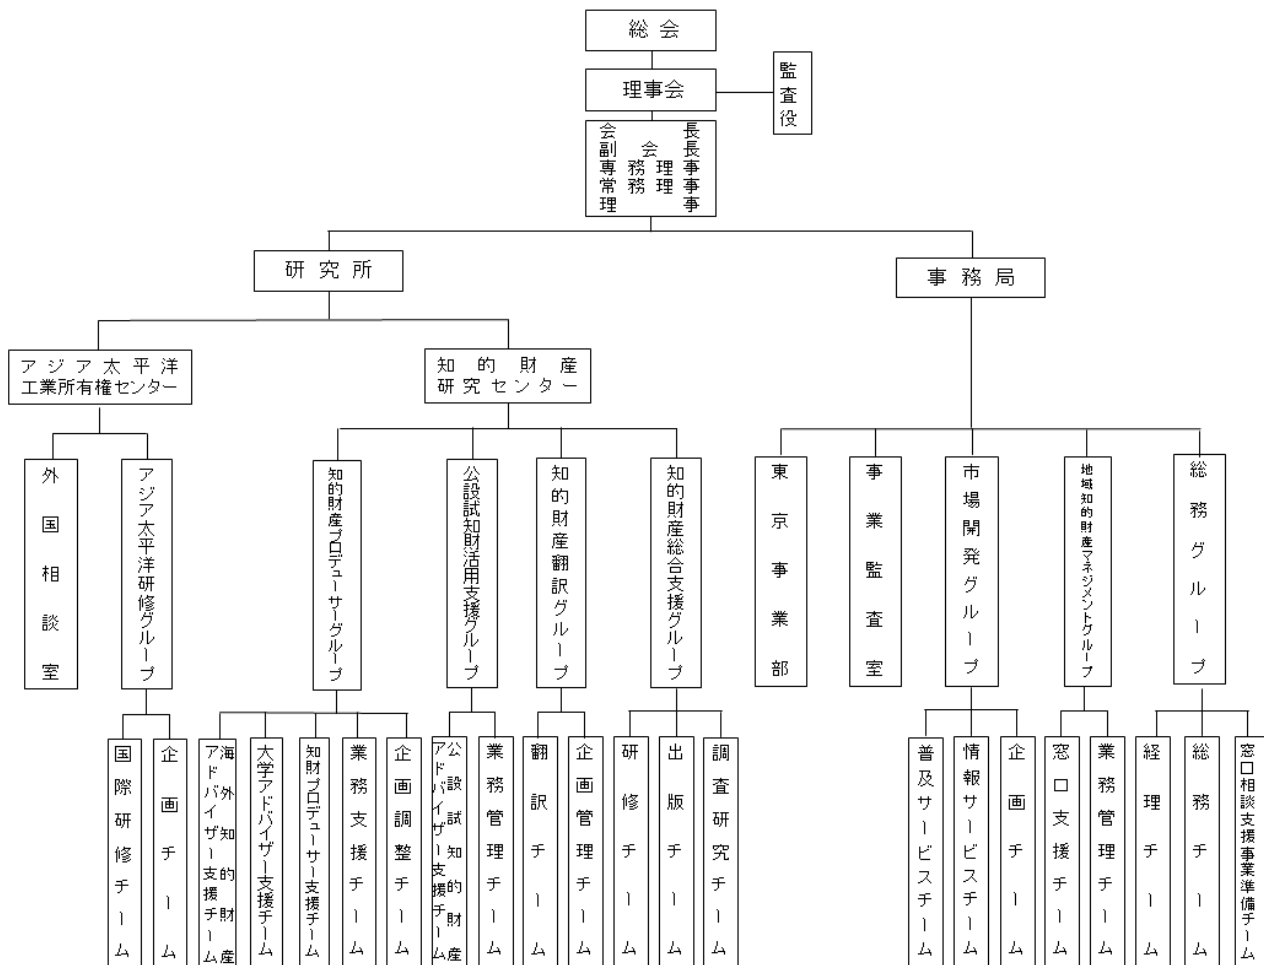 総会
理事会
監査役
会長
副会長
専務理事
常務理事
理事
研究所
事務局
アジア太平洋
工業所有権センター
知的財産
研究センター
外国相談室
アジア太平洋研修グループ
知的財産プロデューサーグループ
公設試知財活用支援グループ
知的財産翻訳グループ
知的財産総合支援グループ
東京事業部
事業監査室
市場開発グループ
地域知的財産マネジメントグループ
総務グループ
国際研修チーム
企画チーム
海外知的財産
アドバイザー支援チーム
大学アドバイザー支援チーム
知財プロデューサー支援チーム
業務支援チーム
企画調整チーム
公設試知的財産
アドバイザー支援チーム
業務管理チーム
翻訳チーム
企画管理チーム
研修チーム
出版チーム
調査研究チーム
普及サービスチーム
情報サービスチーム
企画チーム
窓口支援チーム
業務管理チーム
経理チーム
総務チーム
窓口相談支援事業準備チーム